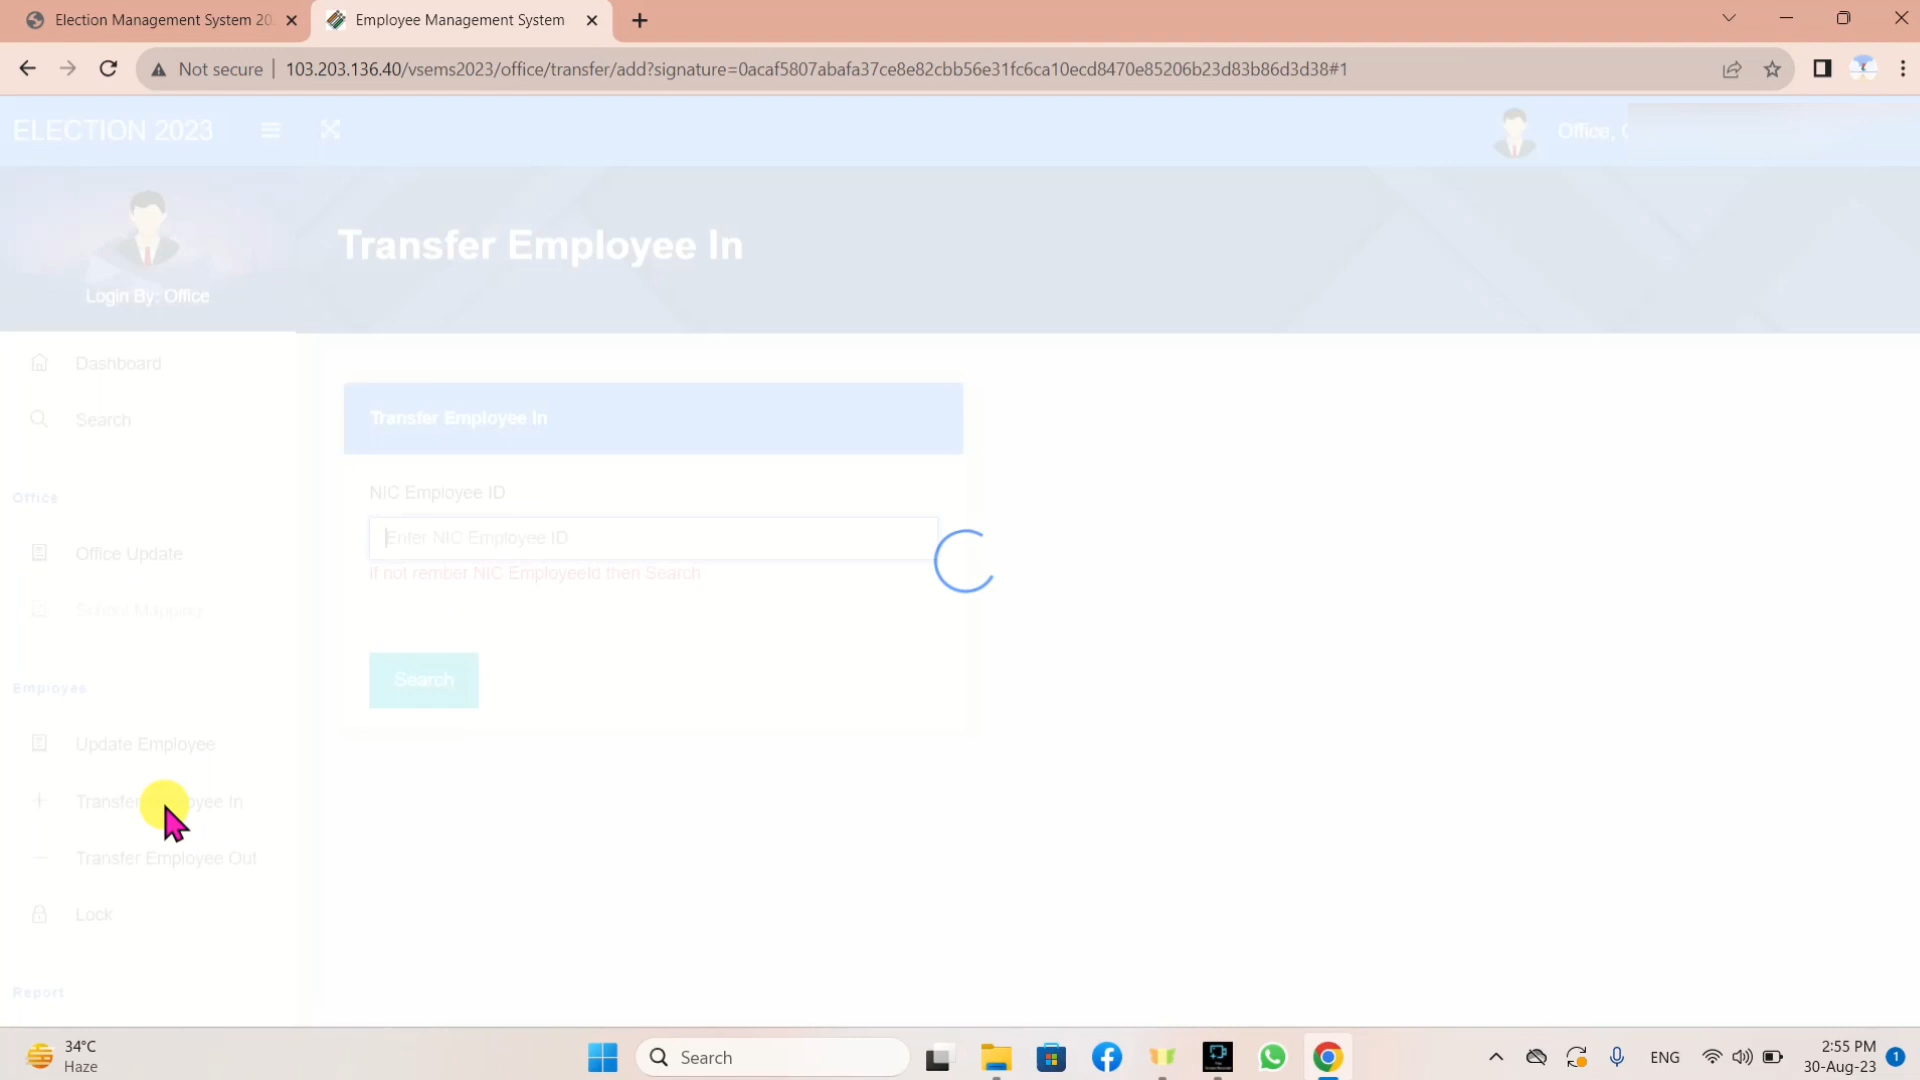 Election Management System 20
Employee Management System
Not secure
103.203.136.40/vsems2023/office/transfer/add?signature=0acaf5807abafa37ce8e82cbb56e31fc6ca10ecd8470e85206b23d83b86d3d38#1
ELECTION 2023
Office,
Login By: Office
Transfer Employee In
Dashboard
Search
Office
Office Update
School Mapping
Employee
Update Employee
Transfer Employee In
Transfer Employee Out
Lock
Report
Transfer Employee In
NIC Employee ID
Enter NIC Employee ID
If not rember NIC EmployeeId then Search
Search
34°C
Haze
Search
ENG
2:55 PM
30-Aug-23
1